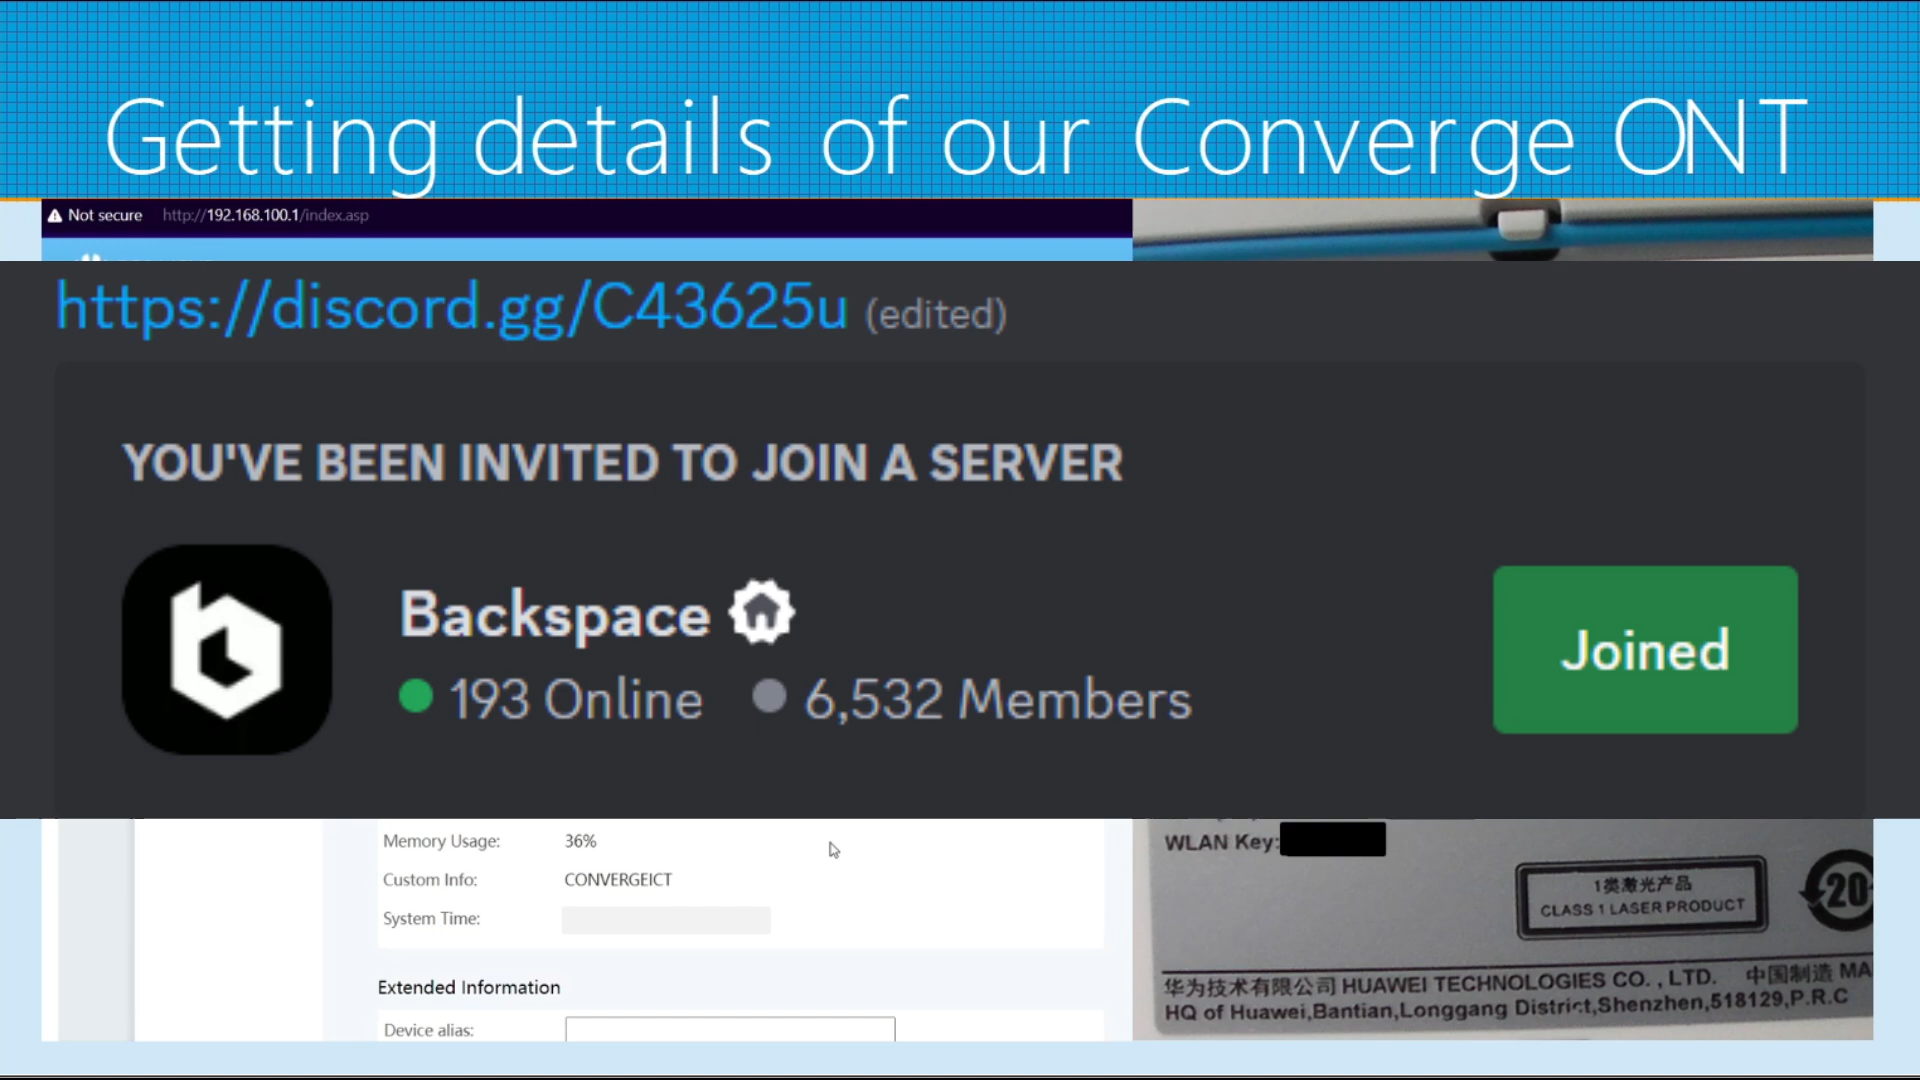 Getting details of our Converge ONT
Not secure http://192.168.100.1/index.asp
https://discord.gg/C43625u (edited)
YOU'VE BEEN INVITED TO JOIN A SERVER
Backspace
193 Online 6,532 Members
Joined
Memory Usage: 36%
Custom Info: CONVERGEICT
System Time:
Extended Information
Device alias:
WLAN Key:
1类激光产品
CLASS 1 LASER PRODUCT
20
华为技术有限公司 HUAWEI TECHNOLOGIES CO. , LTD. 中国制造 MA
HQ of Huawei,Bantian,Longgang District,Shenzhen,518129,P.R.C